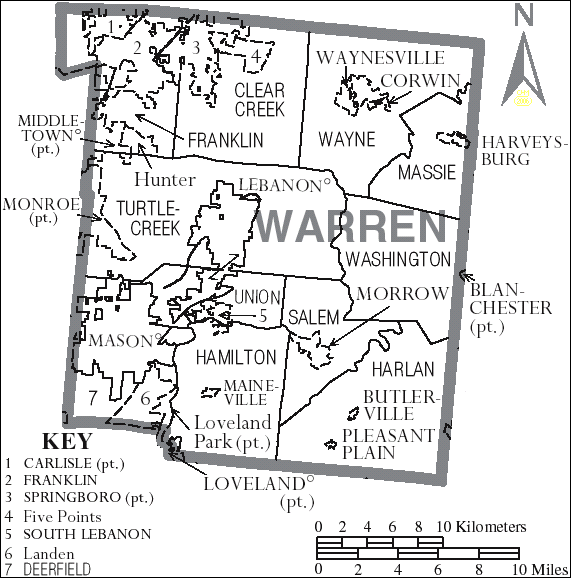 N
1
2
3
4
WAYNESVILLE
CORWIN
CLEAR
CREEK
MIDDLE-
TOWN° (pt.)
FRANKLIN
WAYNE
HARVEYS-
BURG
MASSIE
Hunter
LEBANON°
MONROE
(pt.)
TURTLE-
CREEK
WARREN
WASHINGTON
UNION
5
MORROW
BLAN-
CHESTER
(pt.)
SALEM
MASON°
HAMILTON
HARLAN
7
6
MAINE-
VILLE
BUTLER-
VILLE
Loveland
Park (pt.)
PLEASANT
PLAIN
LOVELAND°
(pt.)
KEY
1 CARLISLE (pt.)
2 FRANKLIN
3 SPRINGBORO (pt.)
4 Five Points
5 SOUTH LEBANON
6 Landen
7 DEERFIELD
0 2 4 6 8 10 Kilometers
0 2 4 6 8 10 Miles